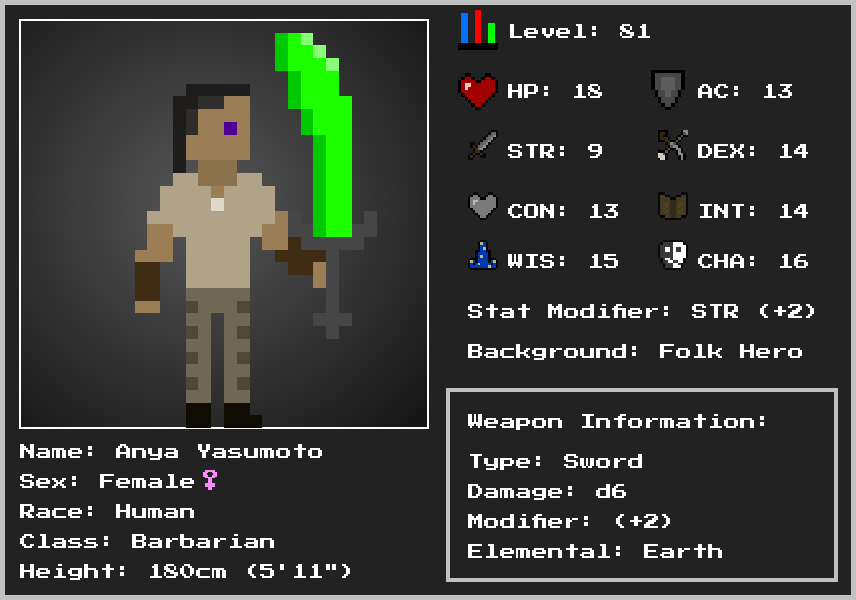 Level: 81
HP: 18
AC: 13
STR: 9
DEX: 14
CON: 13
INT: 14
WIS: 15
CHA: 16
Stat Modifier: STR (+2)
Background: Folk Hero
Weapon Information:
Type: Sword
Damage: d6
Modifier: (+2)
Elemental: Earth
Name: Anya Yasumoto
Sex: Female♀
Race: Human
Class: Barbarian
Height: 180cm (5'11")